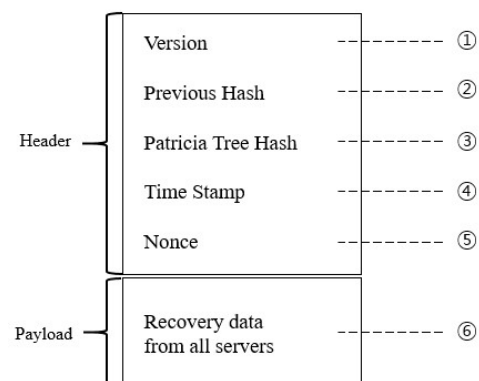 Version ①
Previous Hash ②
Header
Patricia Tree Hash ③
Time Stamp ④
Nonce ⑤
Payload
Recovery data
from all servers
⑥